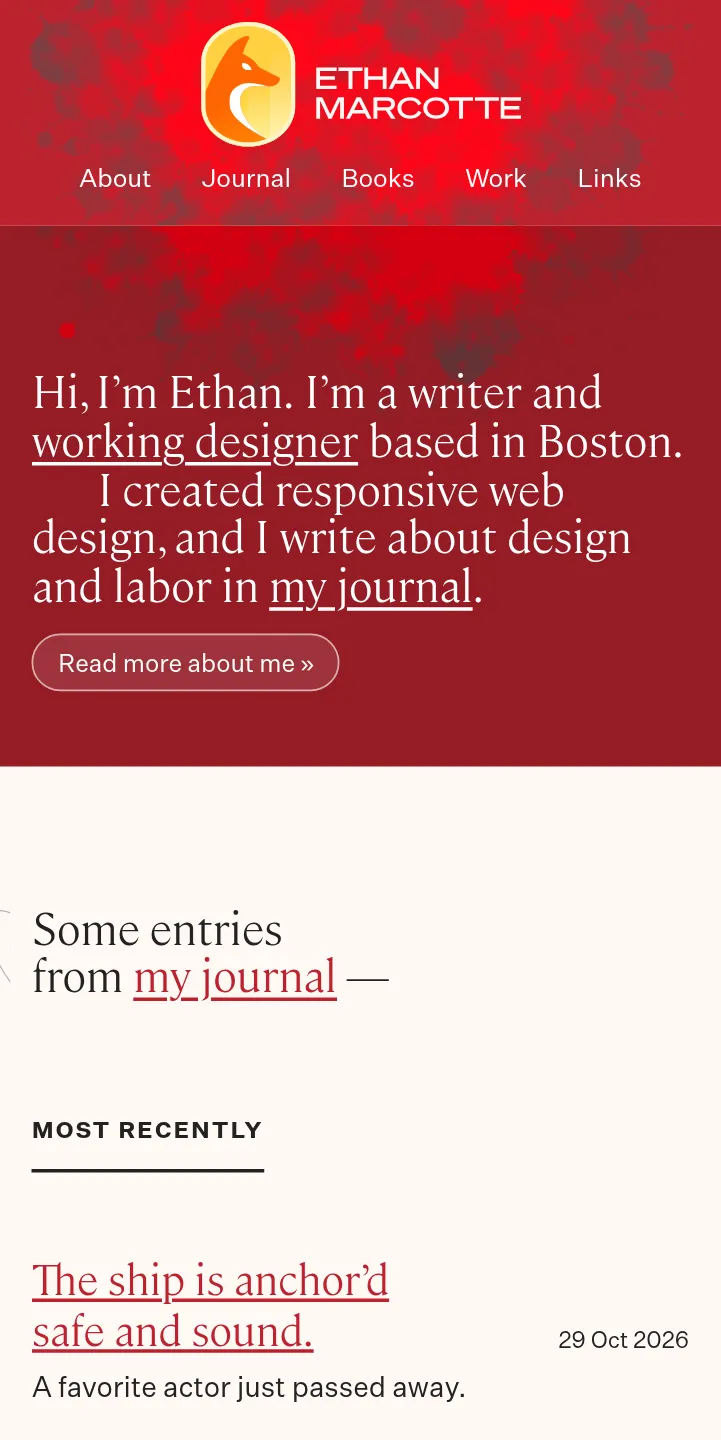 ETHAN
MARCOTTE
About Journal Books Work Links
Hi, I’m Ethan. I’m a writer and
working designer based in Boston.
I created responsive web
design, and I write about design
and labor in my journal.
Read more about me »
Some entries
from my journal —
MOST RECENTLY
The ship is anchor’d
safe and sound.
29 Oct 2026
A favorite actor just passed away.